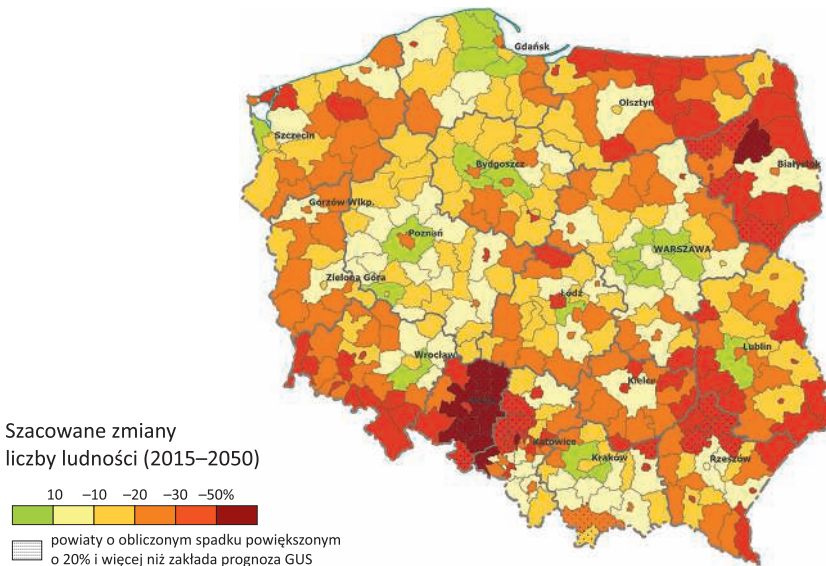 Gdańsk
Olsztyn
Szczecin
Białystok
Bydgoszcz
Gorzów Wlkp.
Poznań
WARSZAWA
Zielona Góra
Łódź
Lublin
Wrocław
Kielce
Katowice
Kraków
Rzeszów
Szacowane zmiany
liczby ludności (2015–2050)
10 –10 –20 –30 –50%
powiaty o obliczonym spadku powiększonym
o 20% i więcej niż zakłada prognoza GUS